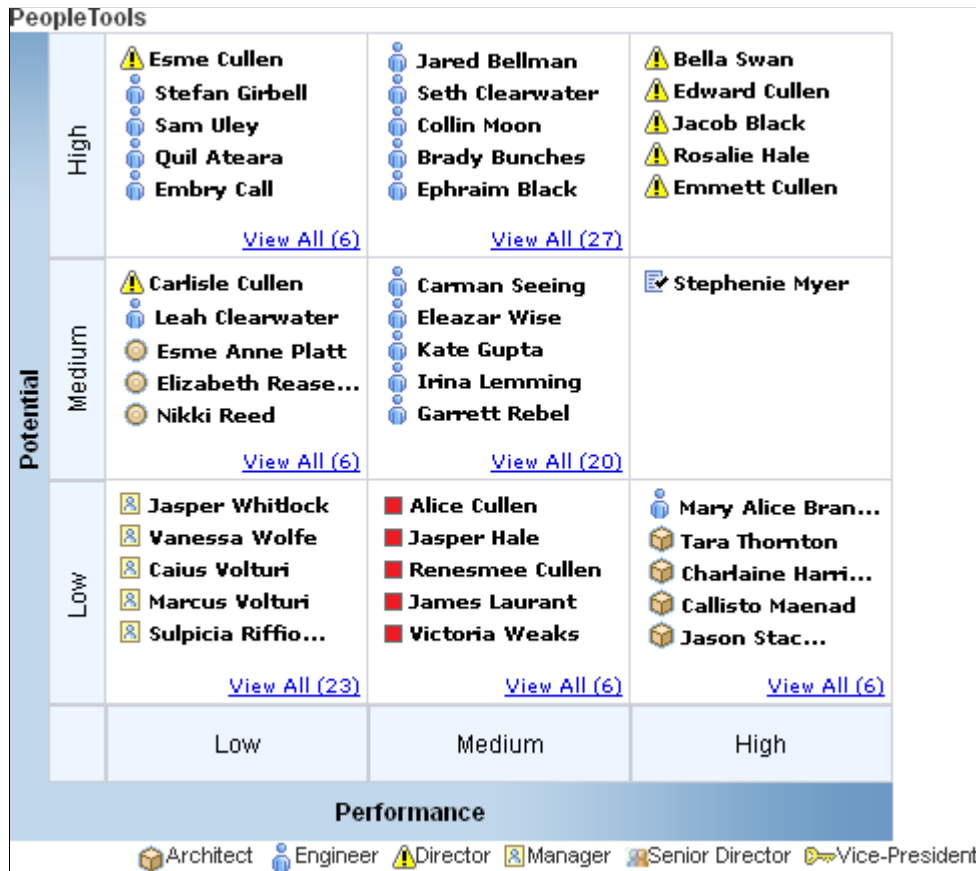 PeopleTools
Potential
High
Esme Cullen
Stefan Girbell
Sam Uley
Quil Ateara
Embry Call
View All (6)
Jared Bellman
Seth Clearwater
Collin Moon
Brady Bunches
Ephraim Black
View All (27)
Bella Swan
Edward Cullen
Jacob Black
Rosalie Hale
Emmett Cullen
Medium
Carlisle Cullen
Leah Clearwater
Esme Anne Platt
Elizabeth Rease...
Nikki Reed
View All (6)
Carman Seeing
Eleazar Wise
Kate Gupta
Irina Lemming
Garrett Rebel
View All (20)
Stephenie Myer
Low
Jasper Whitlock
Vanessa Wolfe
Caius Volturi
Marcus Volturi
Sulpicia Riffio...
View All (23)
Alice Cullen
Jasper Hale
Renesmee Cullen
James Laurant
Victoria Weaks
View All (6)
Mary Alice Bran...
Tara Thornton
Charlaine Harri...
Callisto Maenad
Jason Stac...
View All (6)
Low Medium High
Performance
Architect Engineer Director Manager Senior Director Vice-President